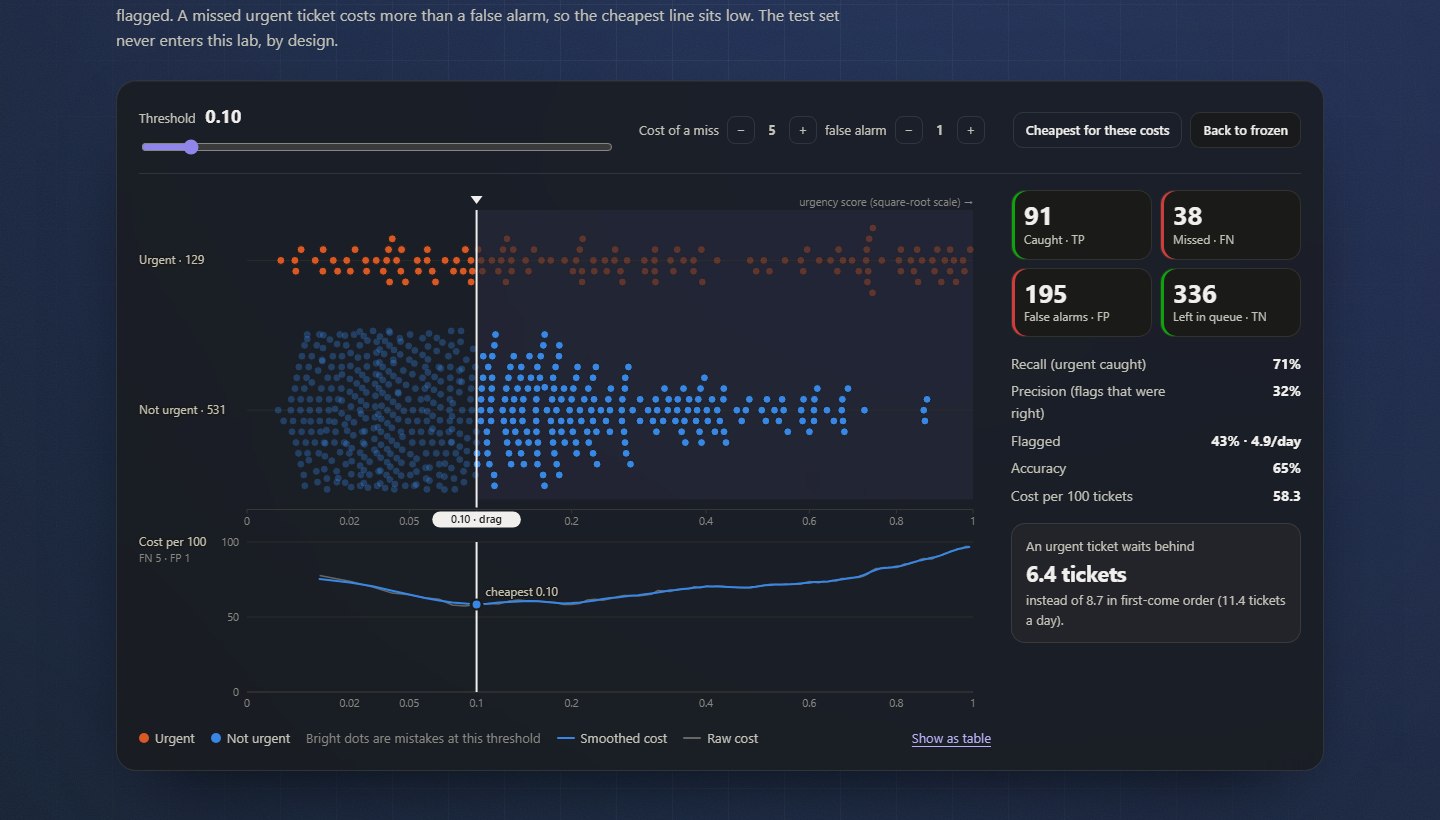 flagged. A missed urgent ticket costs more than a false alarm, so the cheapest line sits low. The test set
never enters this lab, by design.
Threshold 0.10
Cost of a miss − 5 + false alarm − 1 +
Cheapest for these costs
Back to frozen
urgency score (square-root scale) →
Urgent · 129
Not urgent · 531
0 0.02 0.05 0.10 · drag 0.2 0.4 0.6 0.8 1
Cost per 100
FN 5 · FP 1
100
cheapest 0.10
50
0
0 0.02 0.05 0.1 0.2 0.4 0.6 0.8 1
Urgent
Not urgent
Bright dots are mistakes at this threshold
Smoothed cost
Raw cost
Show as table
91
Caught · TP
38
Missed · FN
195
False alarms · FP
336
Left in queue · TN
Recall (urgent caught) 71%
Precision (flags that were 32%
right)
Flagged 43% · 4.9/day
Accuracy 65%
Cost per 100 tickets 58.3
An urgent ticket waits behind
6.4 tickets
instead of 8.7 in first-come order (11.4 tickets
a day).